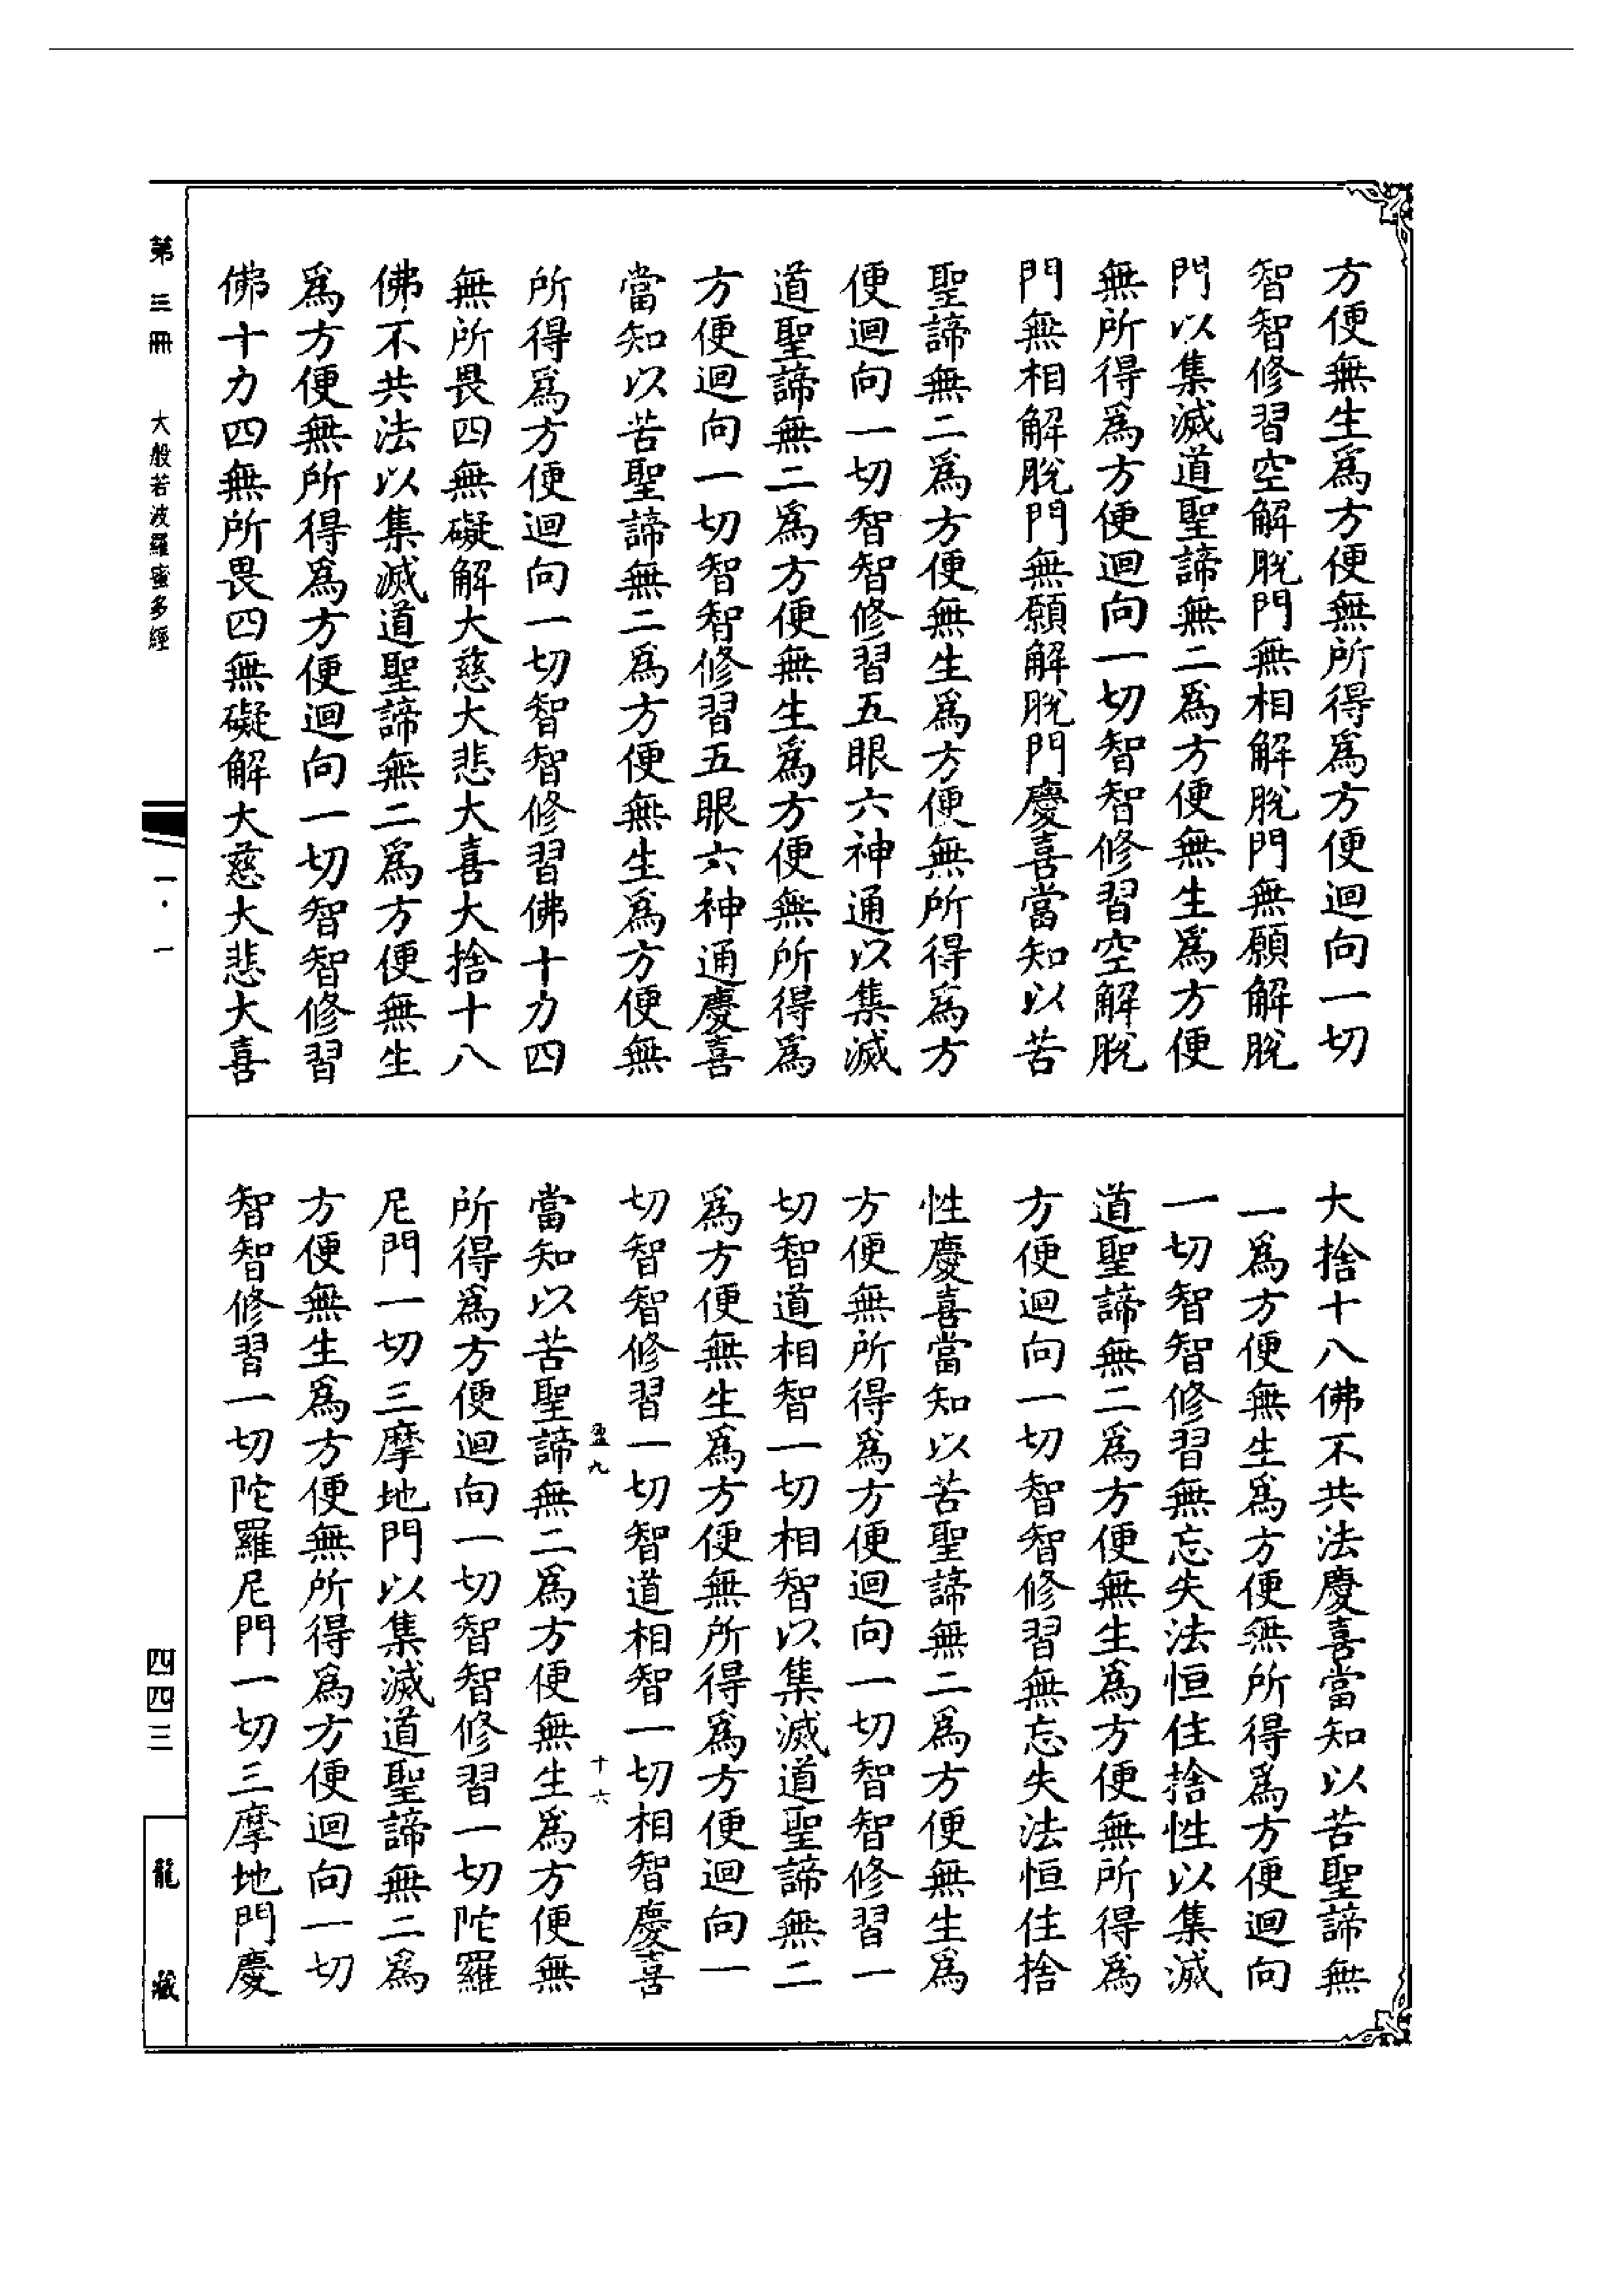 方便無生爲方便無所得爲方便迴向一切
智智修習空解脫門無相解脫門無願解脫
門以集滅道聖諦無二爲方便無生爲方便
無所得爲方便迴向一切智智修習空解脫
門無相解脫門無願解脫門慶喜當知以苦
聖諦無二爲方便無生爲方便無所得爲方
便迴向一切智智修習五眼六神通以集滅
道聖諦無二爲方便無生爲方便無所得爲
方便迴向一切智智修習五眼六神通慶喜
當知以苦聖諦無二爲方便無生爲方便無
所得爲方便迴向一切智智修習佛十力四
無所畏四無礙解大慈大悲大喜大捨十八
佛不共法以集滅道聖諦無二爲方便無生
爲方便無所得爲方便迴向一切智智修習
佛十力四無所畏四無礙解大慈大悲大喜
大捨十八佛不共法慶喜當知以苦聖諦無
二爲方便無生爲方便無所得爲方便迴向
一切智智修習無忘失法恒住捨性以集滅
道聖諦無二爲方便無生爲方便無所得爲
方便迴向一切智智修習無忘失法恒住捨
性慶喜當知以苦聖諦無二爲方便無生爲
方便無所得爲方便迴向一切智智修習一
切智道相智一切相智以集滅道聖諦無二
爲方便無生爲方便無所得爲方便迴向一
切智智修習一切智道相智一切相智慶喜
盈九
十六
當知以苦聖諦無二爲方便無生爲方便無
所得爲方便迴向一切智智修習一切陀羅
尼門一切三摩地門以集滅道聖諦無二爲
方便無生爲方便無所得爲方便迴向一切
智智修習一切陀羅尼門一切三摩地門慶
第三冊
大般若波羅蜜多經
一·一
四四三
龍藏